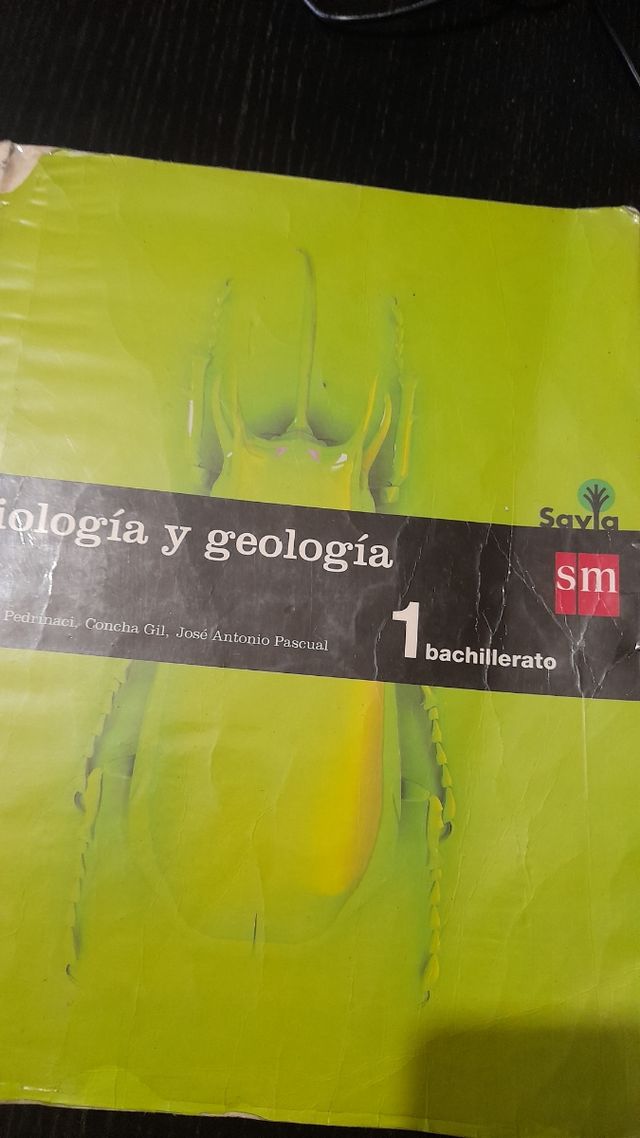 iología y geología
Savia
sm
Pedrinaci, Concha Gil, José Antonio Pascual
1 bachillerato